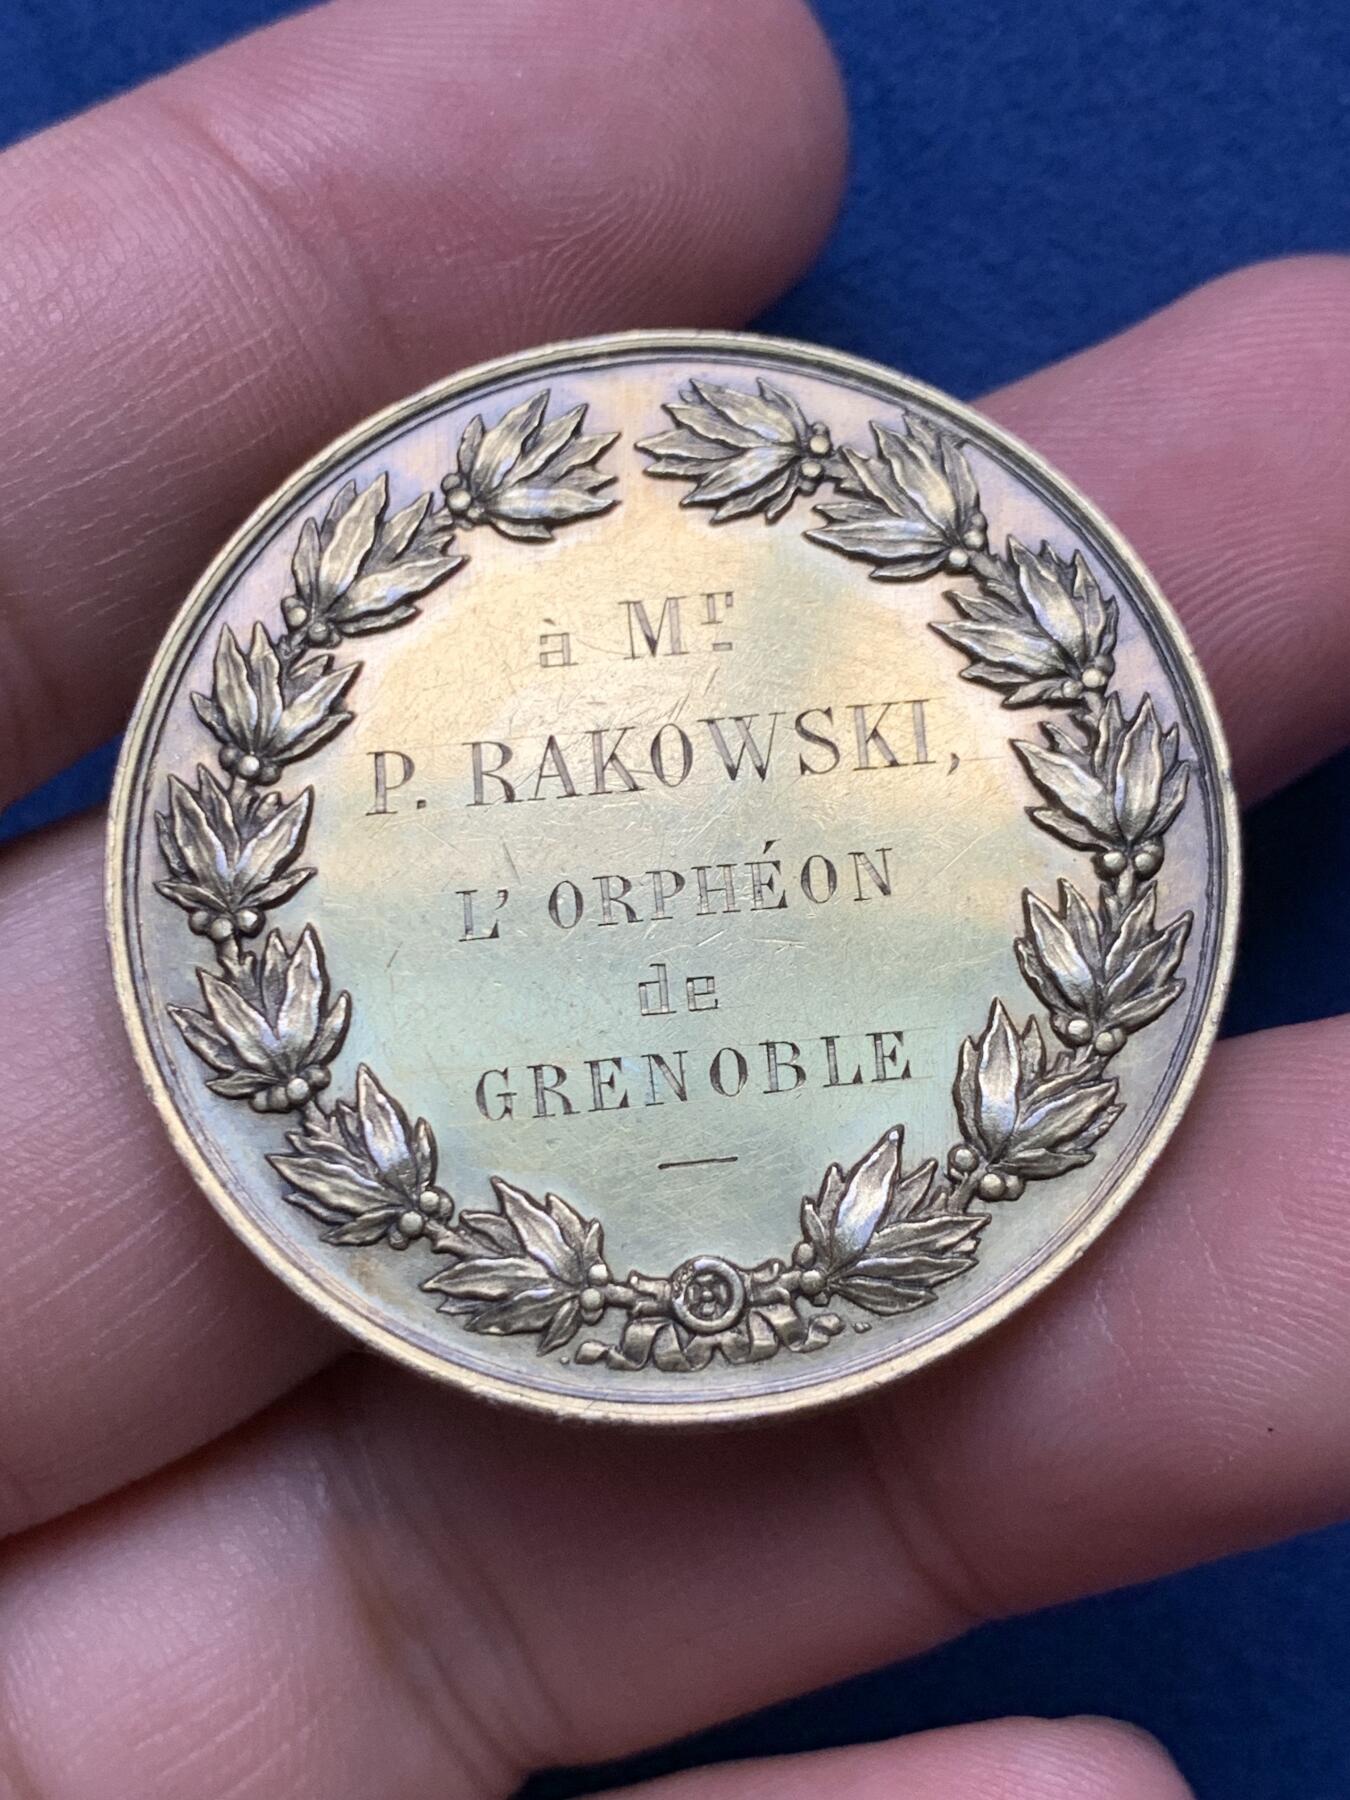 à Mr
P. RAKOWSKI,
L'ORPHÉON
de
GRENOBLE